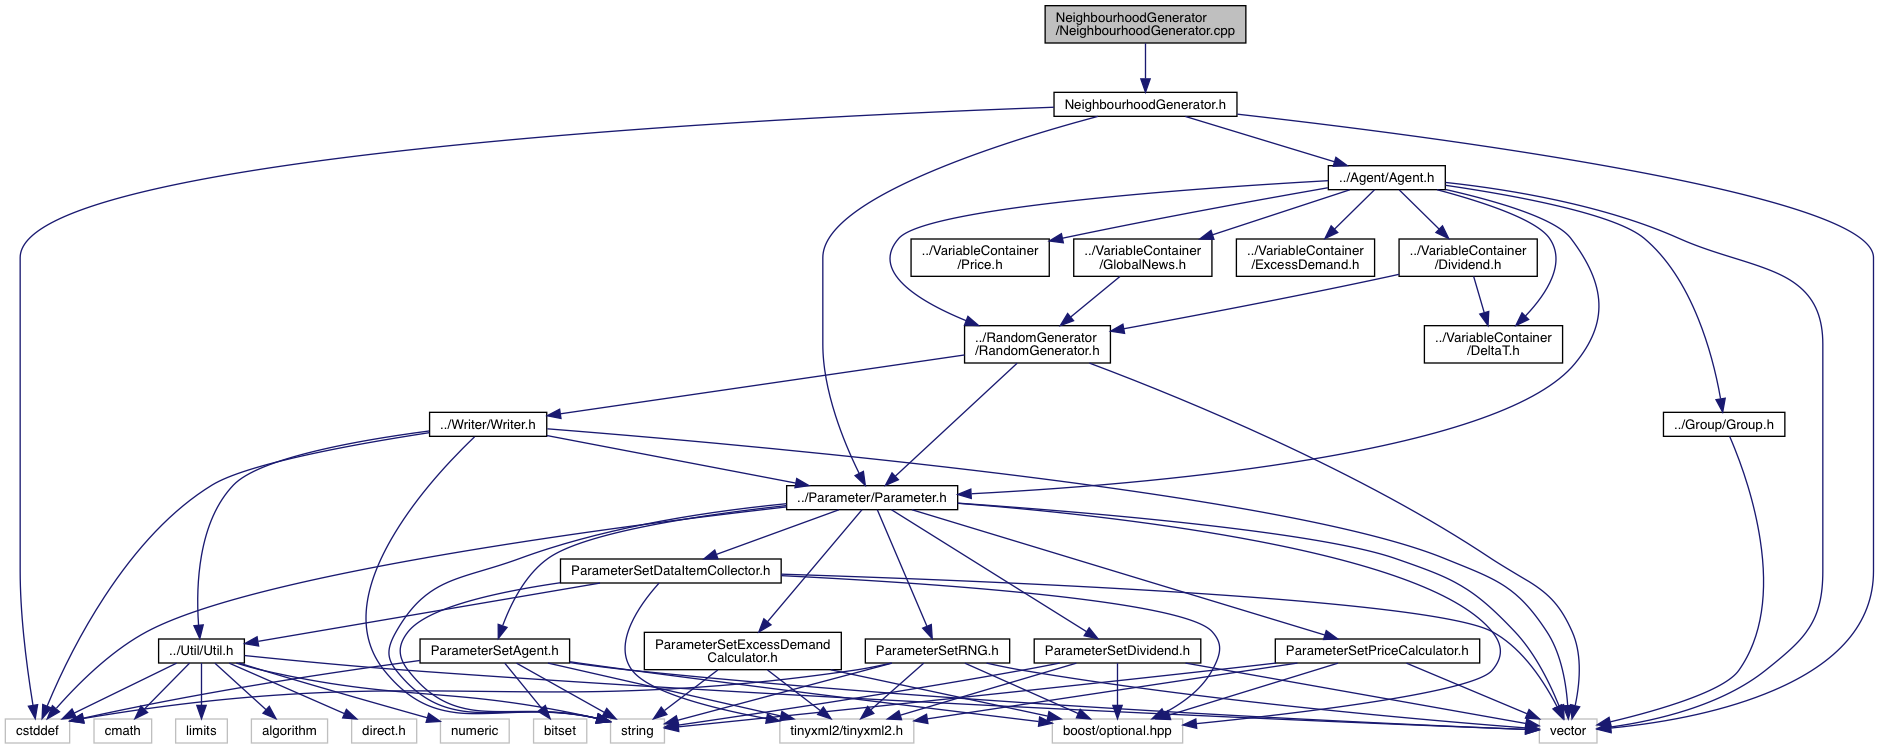 NeighbourhoodGenerator
/NeighbourhoodGenerator.cpp
NeighbourhoodGenerator.h
../Agent/Agent.h
../VariableContainer
/Price.h
../VariableContainer
/GlobalNews.h
../VariableContainer
/ExcessDemand.h
../VariableContainer
/Dividend.h
../RandomGenerator
/RandomGenerator.h
../VariableContainer
/DeltaT.h
../Writer/Writer.h
../Group/Group.h
../Parameter/Parameter.h
ParameterSetDataItemCollector.h
../Util/Util.h
ParameterSetAgent.h
ParameterSetExcessDemand
Calculator.h
ParameterSetRNG.h
ParameterSetDividend.h
ParameterSetPriceCalculator.h
cstddef
cmath
limits
algorithm
direct.h
numeric
bitset
string
tinyxml2/tinyxml2.h
boost/optional.hpp
vector